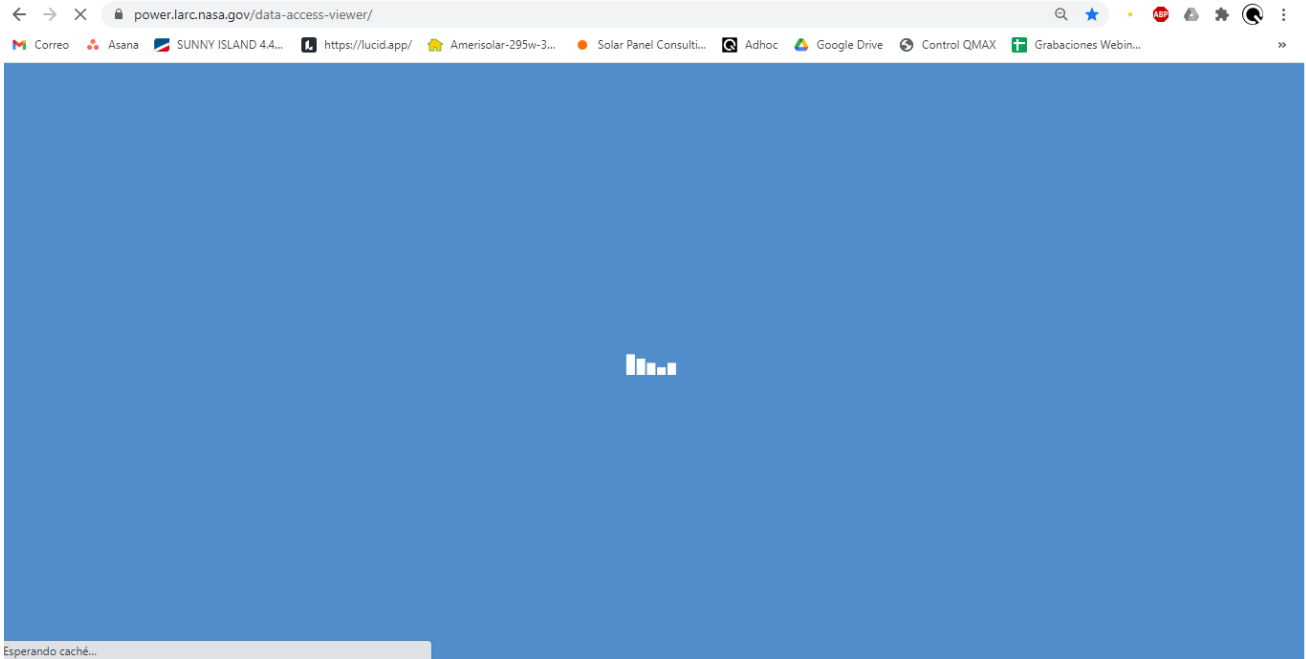 power.larc.nasa.gov/data-access-viewer/ ABP
Correo Asana SUNNY ISLAND 4.4... https://lucid.app/ Amerisolar-295w-3... Solar Panel Consulti... Adhoc Google Drive Control QMAX Grabaciones Webin... »
Esperando caché...